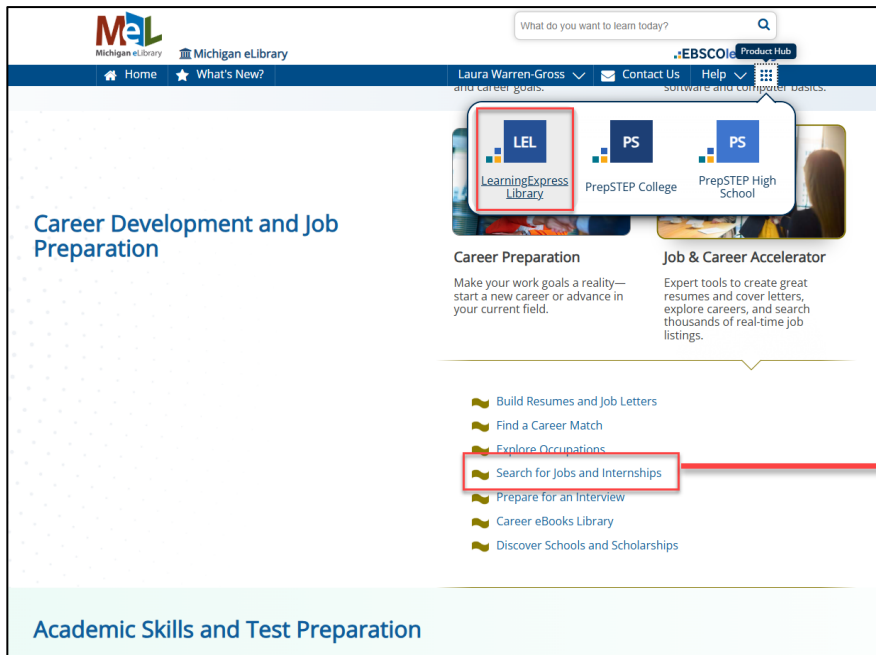 MeL
Michigan eLibrary
Michigan eLibrary
What do you want to learn today?
Product Hub
Home
What's New?
Laura Warren-Gross
Contact Us
Help
and career goals.
software and computer basics.
LEL
LearningExpress
Library
PS
PrepSTEP College
PS
PrepSTEP High
School
Career Development and Job
Preparation
Career Preparation
Make your work goals a reality—
start a new career or advance in
your current field.
Job & Career Accelerator
Expert tools to create great
resumes and cover letters,
explore careers, and search
thousands of real-time job
listings.
Build Resumes and Job Letters
Find a Career Match
Explore Occupations
Search for Jobs and Internships
Prepare for an Interview
Career eBooks Library
Discover Schools and Scholarships
Academic Skills and Test Preparation